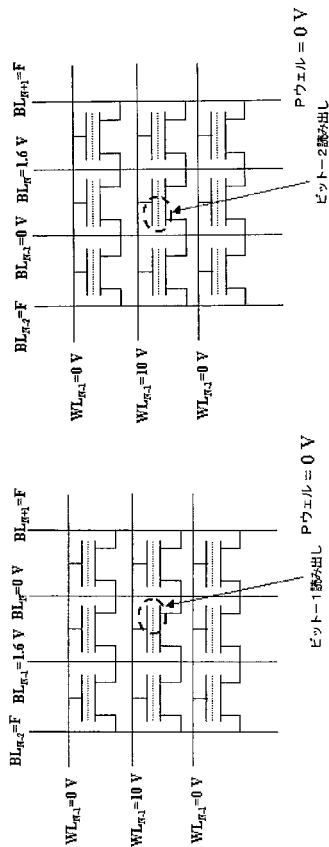 BL_{N-2}=F BL_{N-1}=1.6 V BL_N=0 V BL_{N+1}=F
WL_{N-1}=0 V
WL_{N-1}=10 V
WL_{N-1}=0 V
Pウェル=0 V
ビットー1読み出し
BL_{N-2}=F BL_{N-1}=0 V BL_N=1.6 V BL_{N+1}=F
WL_{N-1}=0 V
WL_{N-1}=10 V
WL_{N-1}=0 V
Pウェル=0 V
ビットー2読み出し